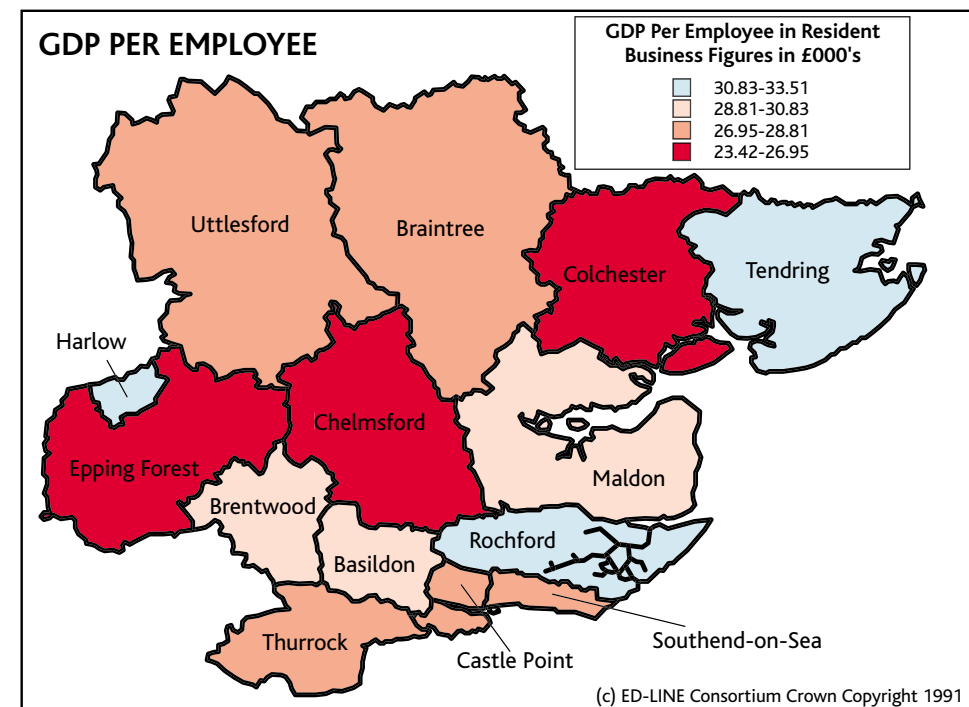 GDP PER EMPLOYEE
GDP Per Employee in Resident
Business Figures in £000's
30.83-33.51
28.81-30.83
26.95-28.81
23.42-26.95
Uttlesford
Braintree
Colchester
Tendring
Harlow
Chelmsford
Epping Forest
Maldon
Brentwood
Rochford
Basildon
Thurrock
Southend-on-Sea
Castle Point
(c) ED-LINE Consortium Crown Copyright 1991